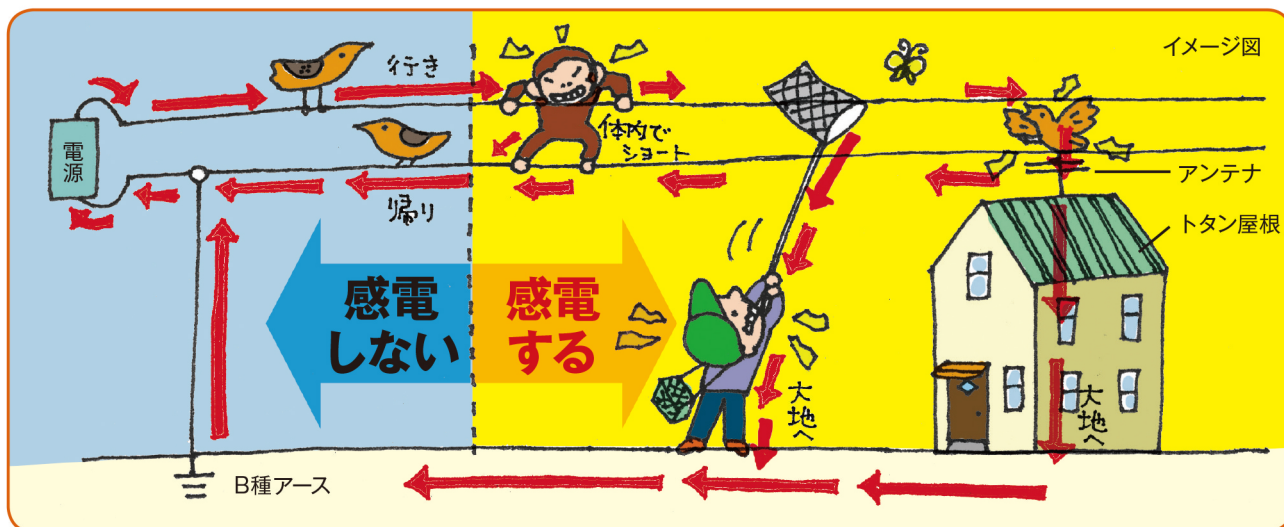 イメージ図
行き
電源
体内で
ショート
アンテナ
帰り
トタン屋根
感電
しない
感電
する
大地へ
大地へ
B種アース